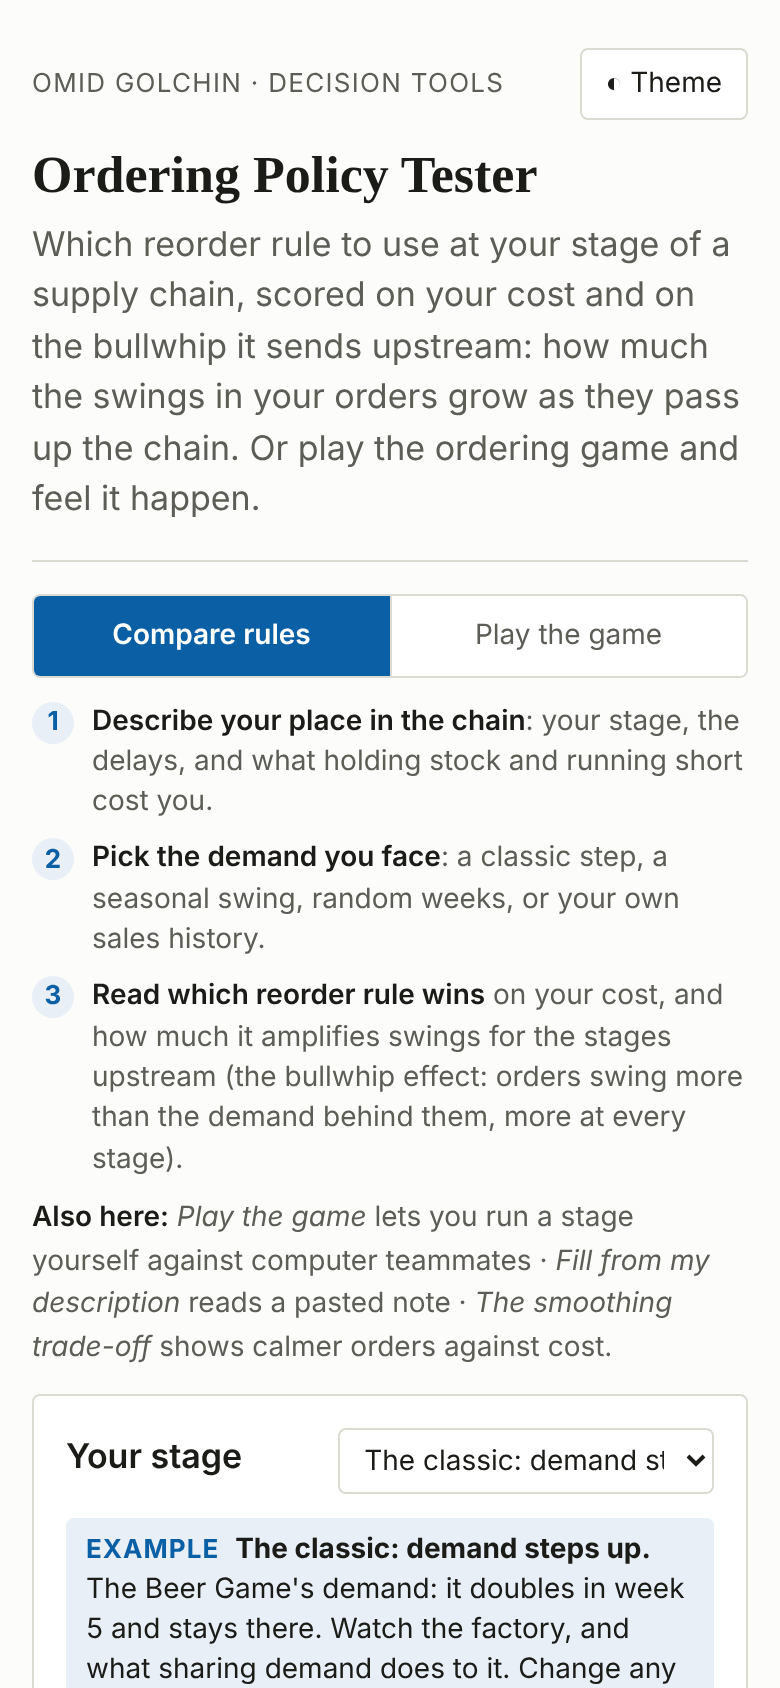 OMID GOLCHIN · DECISION TOOLS
Theme
Ordering Policy Tester
Which reorder rule to use at your stage of a
supply chain, scored on your cost and on
the bullwhip it sends upstream: how much
the swings in your orders grow as they pass
up the chain. Or play the ordering game and
feel it happen.
Compare rules
Play the game
1 Describe your place in the chain: your stage, the
delays, and what holding stock and running short
cost you.
2 Pick the demand you face: a classic step, a
seasonal swing, random weeks, or your own
sales history.
3 Read which reorder rule wins on your cost, and
how much it amplifies swings for the stages
upstream (the bullwhip effect: orders swing more
than the demand behind them, more at every
stage).
Also here: Play the game lets you run a stage
yourself against computer teammates · Fill from my
description reads a pasted note · The smoothing
trade-off shows calmer orders against cost.
Your stage
The classic: demand st
EXAMPLE The classic: demand steps up.
The Beer Game's demand: it doubles in week
5 and stays there. Watch the factory, and
what sharing demand does to it. Change any